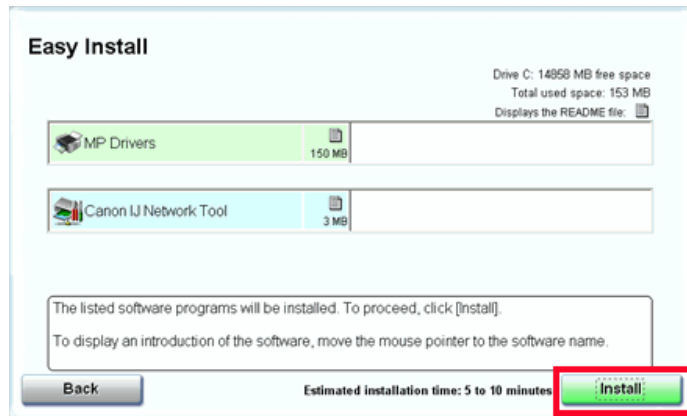 Easy Install
Drive C: 14858 MB free space
Total used space: 153 MB
Displays the README file:
MP Drivers
150 MB
Canon IJ Network Tool
3 MB
The listed software programs will be installed. To proceed, click [Install].
To display an introduction of the software, move the mouse pointer to the software name.
Back
Estimated installation time: 5 to 10 minutes
Install